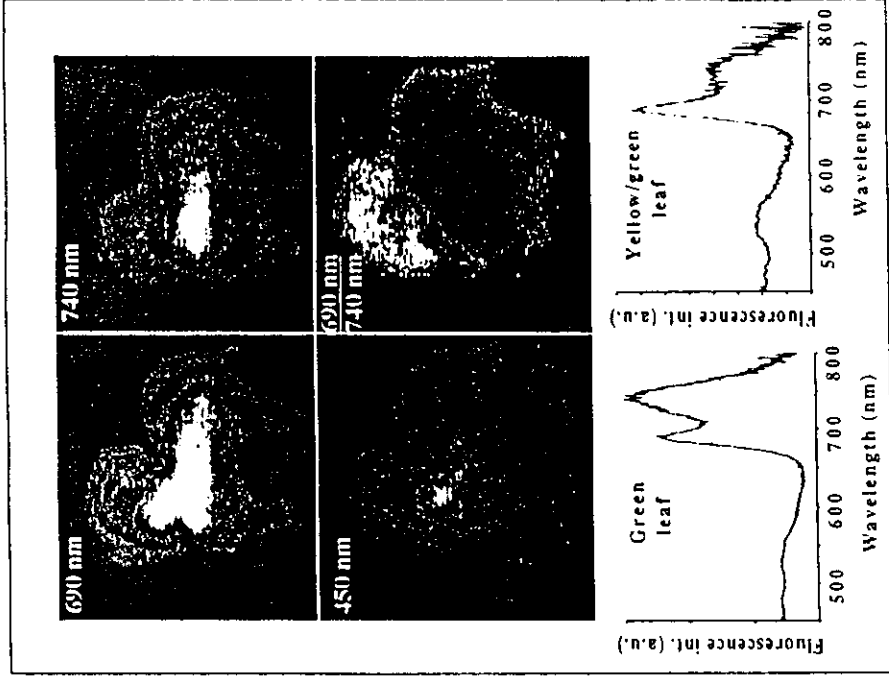 690 nm
740 nm
450 nm
690 nm
740 nm
Fluorescence int. (a.u.)
Green
leaf
500 600 700 800
Wavelength (nm)
Fluorescence int. (a.u.)
Yellow/green
leaf
500 600 700 800
Wavelength (nm)